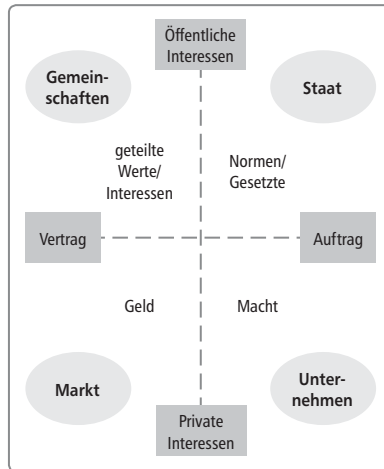 Öffentliche
Interessen
Gemein-
schaften
Staat
geteilte
Werte/
Interessen
Normen/
Gesetzte
Vertrag
Auftrag
Geld
Macht
Markt
Unter-
nehmen
Private
Interessen